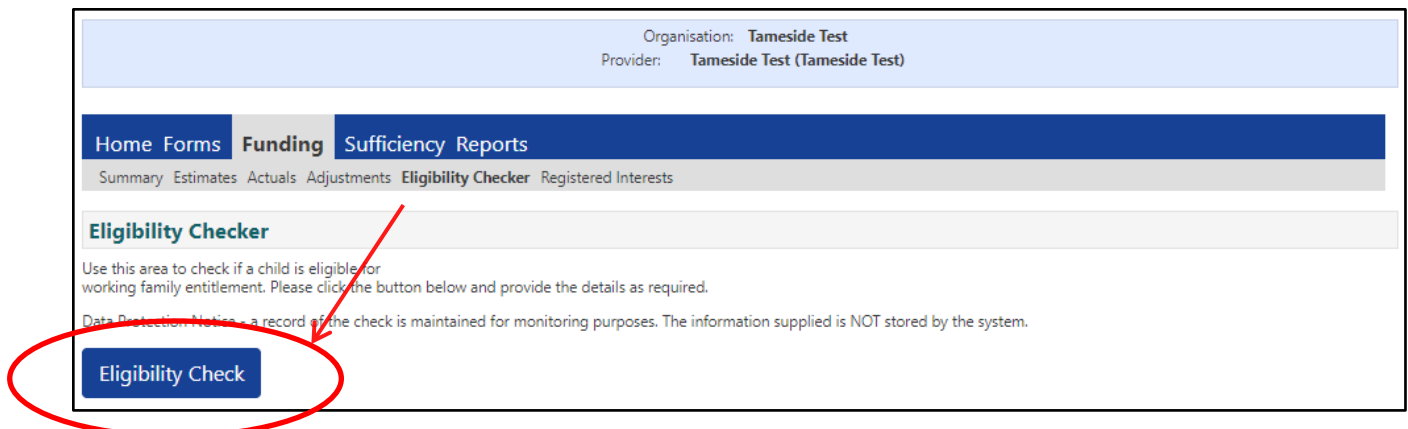 Organisation: Tameside Test
Provider: Tameside Test (Tameside Test)
Home Forms Funding Sufficiency Reports
Summary Estimates Actuals Adjustments Eligibility Checker Registered Interests
Eligibility Checker
Use this area to check if a child is eligible for
working family entitlement. Please click the button below and provide the details as required.
Data Protection Notice - a record of the check is maintained for monitoring purposes. The information supplied is NOT stored by the system.
Eligibility Check